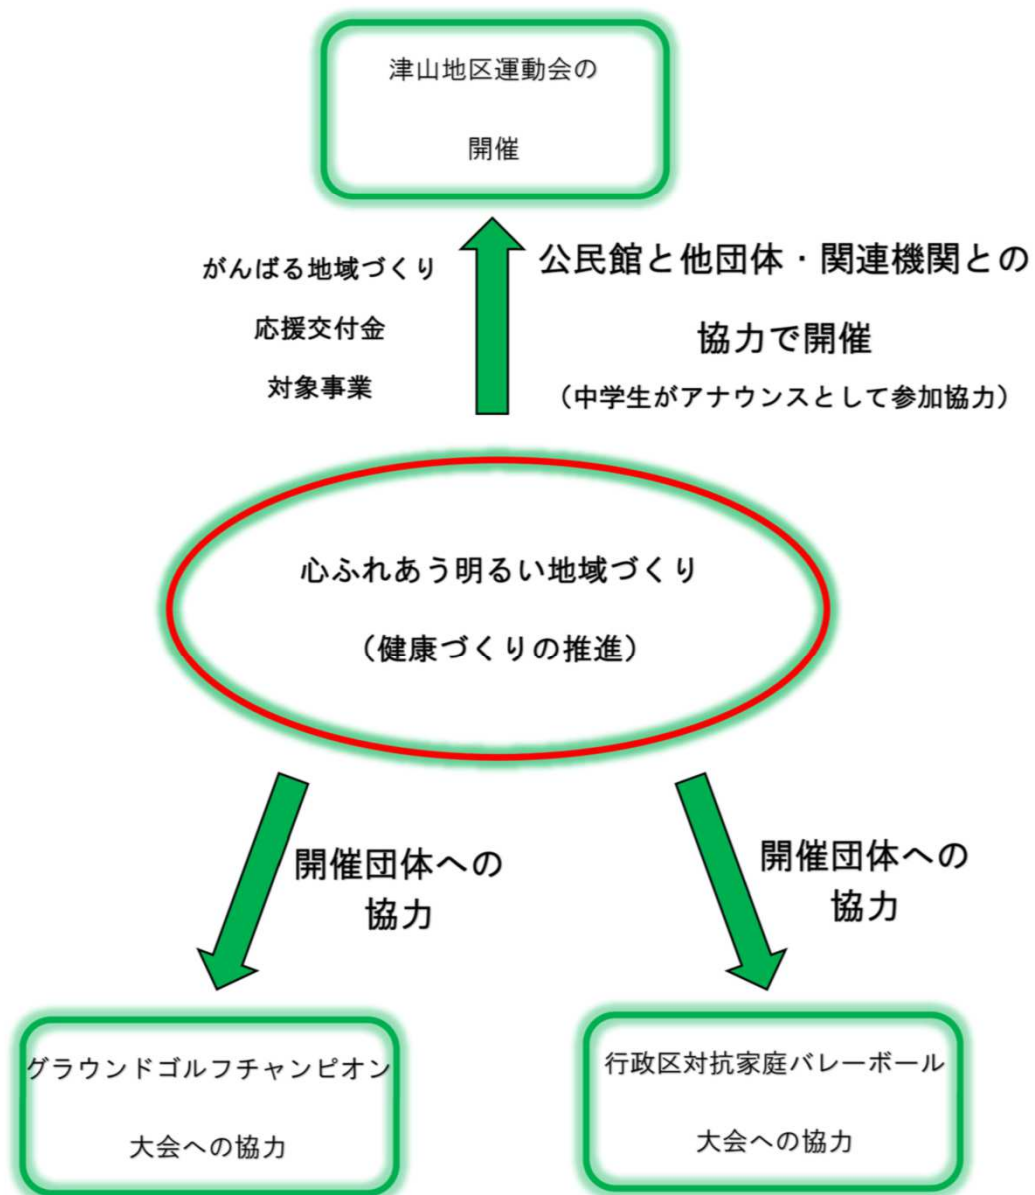 津山地区運動会の
開催
がんばる地域づくり
応援交付金
対象事業
公民館と他団体・関連機関との
協力で開催
（中学生がアナウンスとして参加協力）
心ふれあう明るい地域づくり
（健康づくりの推進）
開催団体への
協力
開催団体への
協力
グラウンドゴルフチャンピオン
大会への協力
行政区対抗家庭バレーボール
大会への協力